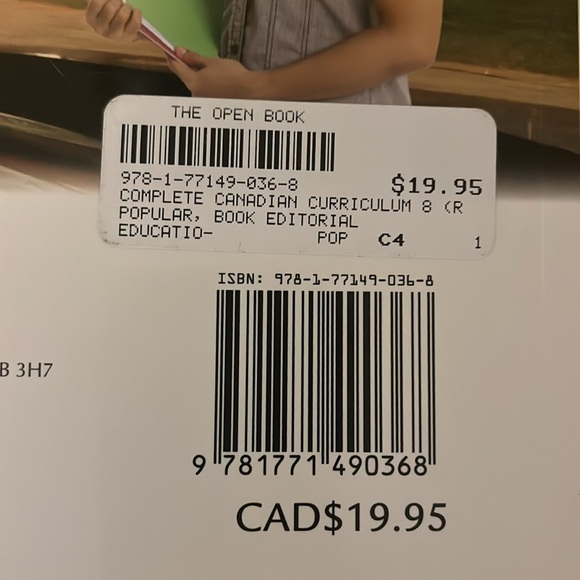 THE OPEN BOOK
978-1-77149-036-8 $19.95
COMPLETE CANADIAN CURRICULUM 8 (R
POPULAR, BOOK EDITORIAL
EDUCATIO- POP C4 1
ISBN: 978-1-77149-036-8
B 3H7
9 781771 490368
CAD$19.95